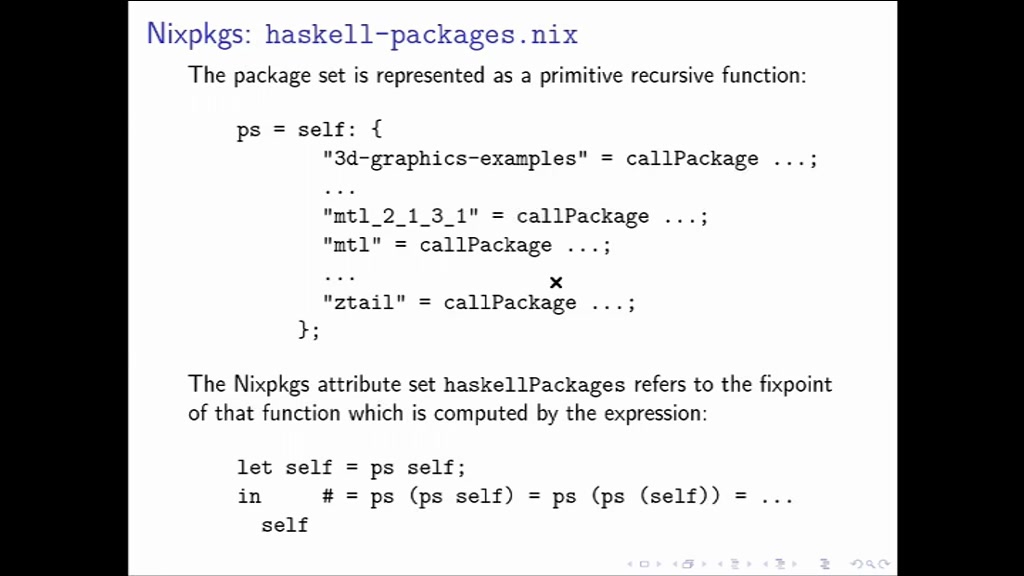 Nixpkgs: haskell-packages.nix
The package set is represented as a primitive recursive function:
ps = self: {
"3d-graphics-examples" = callPackage ...;
...
"mtl_2_1_3_1" = callPackage ...;
"mtl" = callPackage ...;
...
"ztail" = callPackage ...;
};
The Nixpkgs attribute set haskellPackages refers to the fixpoint
of that function which is computed by the expression:
let self = ps self;
in # = ps (ps self) = ps (ps (self)) = ...
self